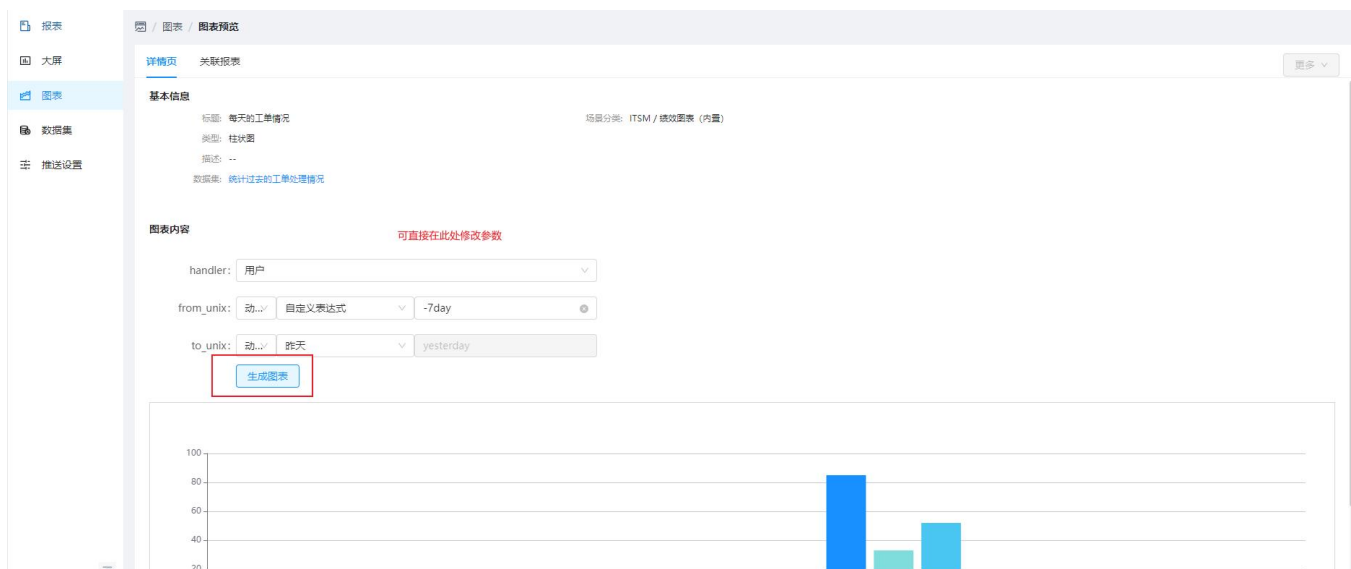 报表
/ 图表 / 图表预览
大屏
详情页 关联报表
更多
图表
基本信息
标题: 每天的工单情况
场景分类: ITSM / 绩效图表（内置）
数据集
类型: 柱状图
描述: --
推送设置
数据集: 统计过去的工单处理情况
图表内容
可直接在此处修改参数
handler: 用户
from_unix: 动... 自定义表达式 -7day
to_unix: 动... 昨天 yesterday
生成图表
100
80
60
40
20